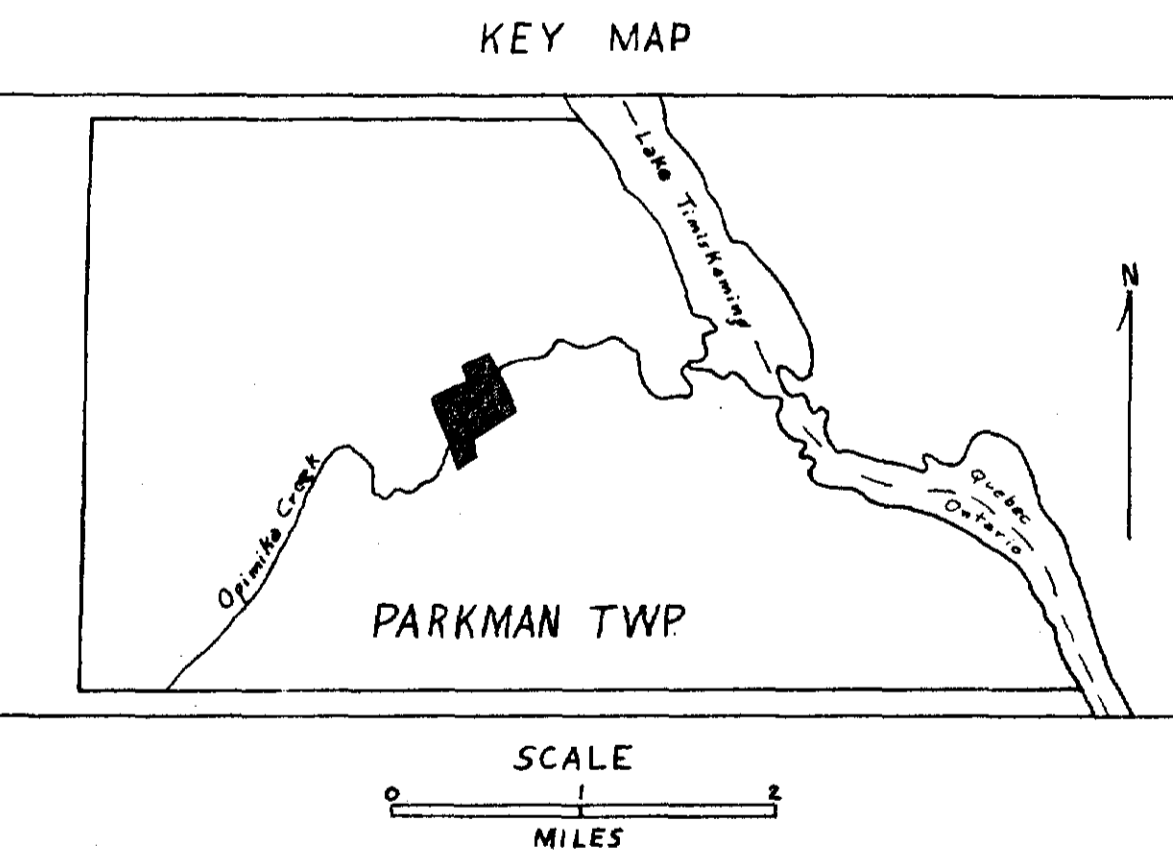 KEY MAP
Lake Timiskaming
N
Opimika Creek
Quebec
Ontario
PARKMAN TWP.
SCALE
0 1 2
MILES